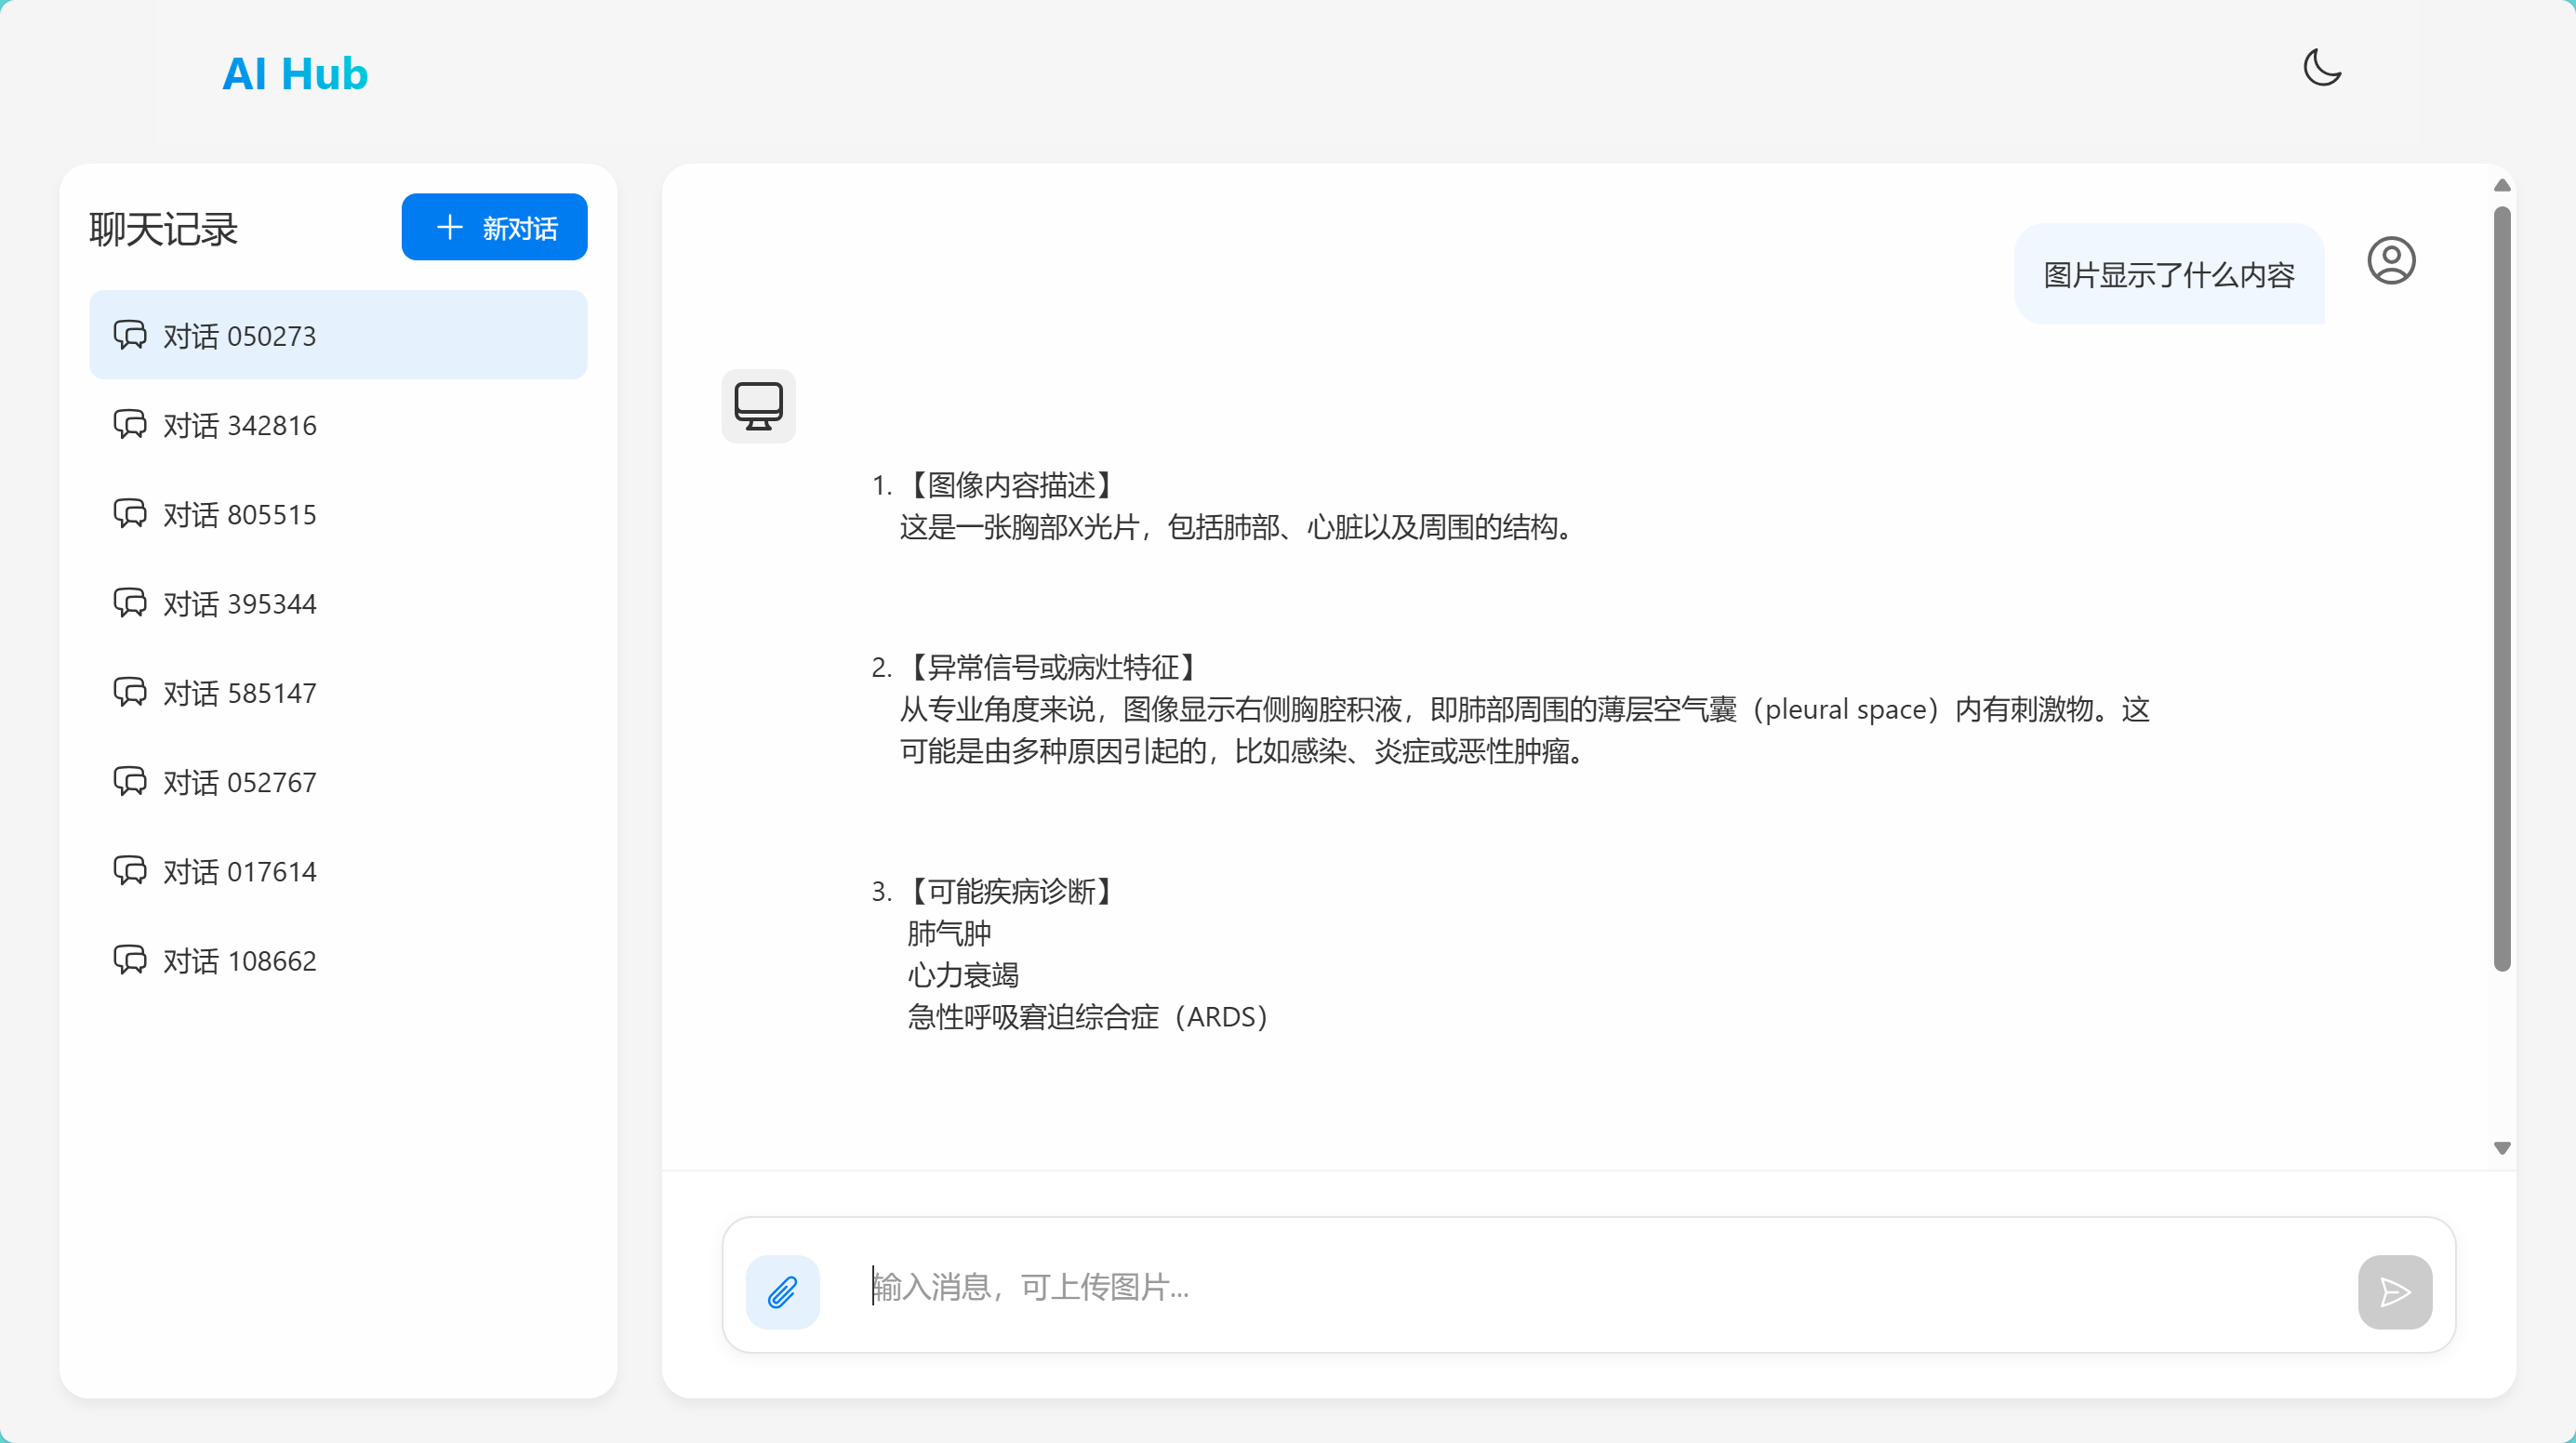 AI Hub
聊天记录
新对话
对话 050273
对话 342816
对话 805515
对话 395344
对话 585147
对话 052767
对话 017614
对话 108662
图片显示了什么内容
1. 【图像内容描述】
这是一张胸部X光片，包括肺部、心脏以及周围的结构。
2. 【异常信号或病灶特征】
从专业角度来说，图像显示右侧胸腔积液，即肺部周围的薄层空气囊（pleural space）内有刺激物。这
可能是由多种原因引起的，比如感染、炎症或恶性肿瘤。
3. 【可能疾病诊断】
肺气肿
心力衰竭
急性呼吸窘迫综合症（ARDS）
输入消息，可上传图片...